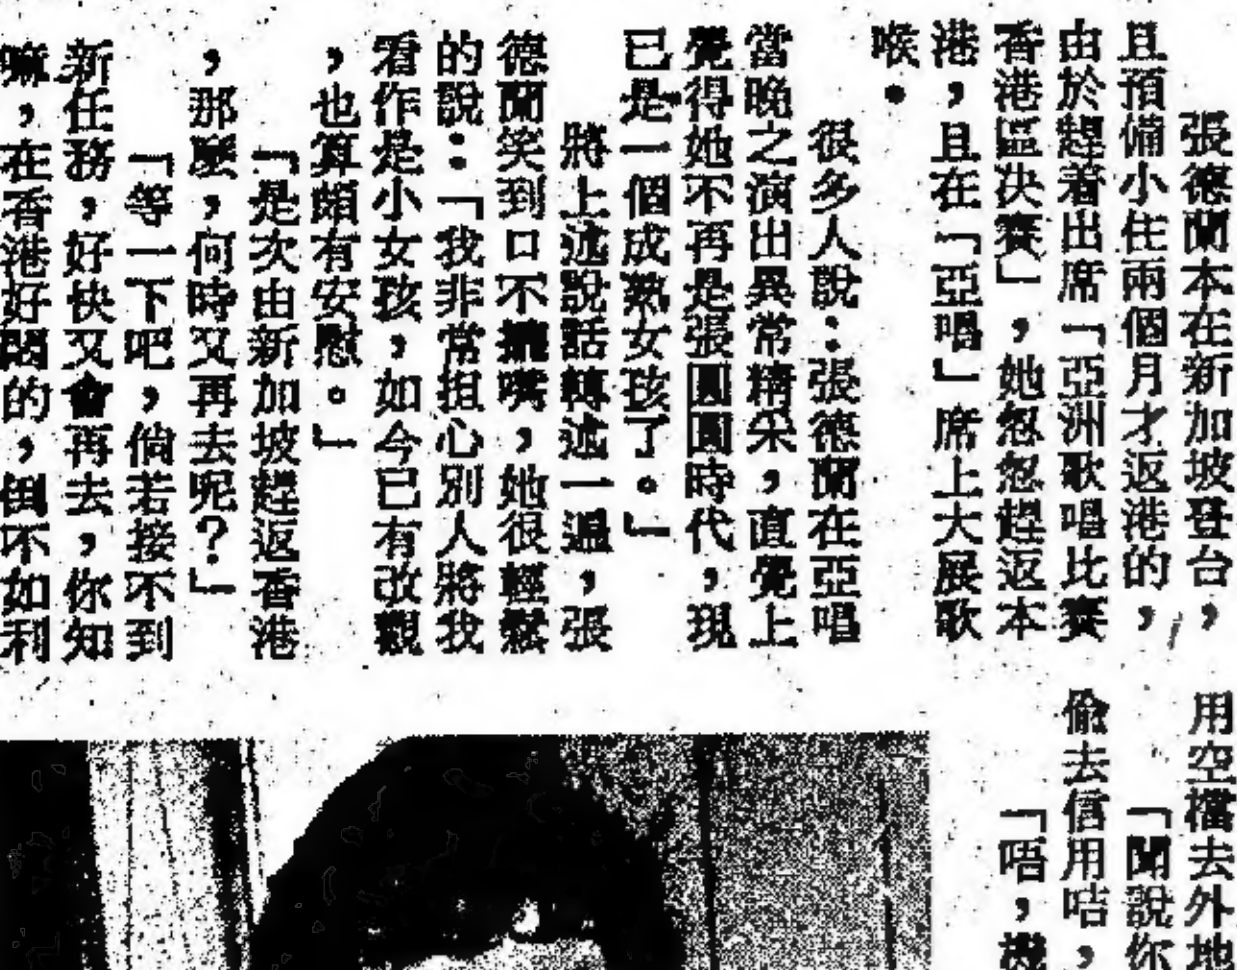 張德蘭本在新加坡登台，
且預備小住兩個月才返港的，
由於趕着出席「亞洲歌唱比賽
香港區决賽」，她怱怱趕返本
港，且在「亞唱」席上大展歌
喉。
很多人說：張德蘭在亞唱
當晚之演出異常精采，直覺上
覺得她不再是張圓圓時代，現
已是一個成熟女孩了。」
將上述說話轉述一遍，張
德蘭笑到口不攏嘴，她很輕鬆
的說：「我非常担心別人將我
看作是小女孩，如今已有改觀
，也算頗有安慰。」
「是次由新加坡趕返香港
，那麼，何時又再去呢？」
「等一下吧，倘若接不到
新任務，好快又會再去，你知
嘛，在香港好悶的，倒不如利
用空檔去外地
「聞說你
偷去信用咭，
「唔，機